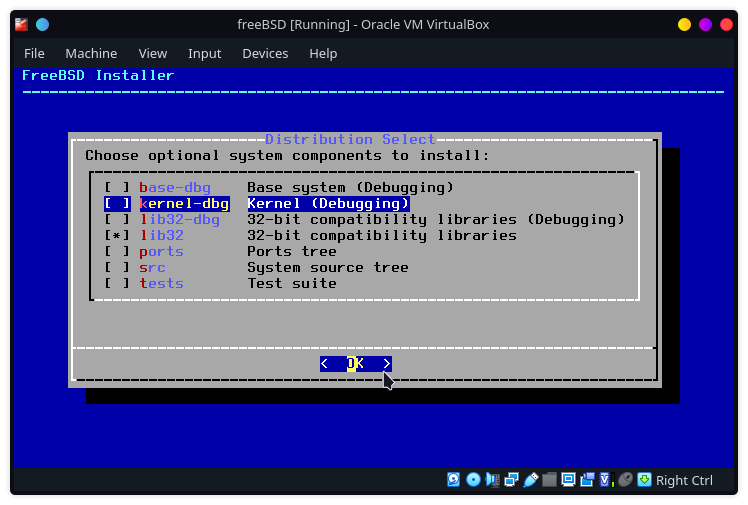 freeBSD [Running] - Oracle VM VirtualBox
File Machine View Input Devices Help
FreeBSD Installer
Distribution Select
Choose optional system components to install:
[ ] base-dbg Base system (Debugging)
[ ] kernel-dbg Kernel (Debugging)
[ ] lib32-dbg 32-bit compatibility libraries (Debugging)
[*] lib32 32-bit compatibility libraries
[ ] ports Ports tree
[ ] src System source tree
[ ] tests Test suite
< OK >
Right Ctrl